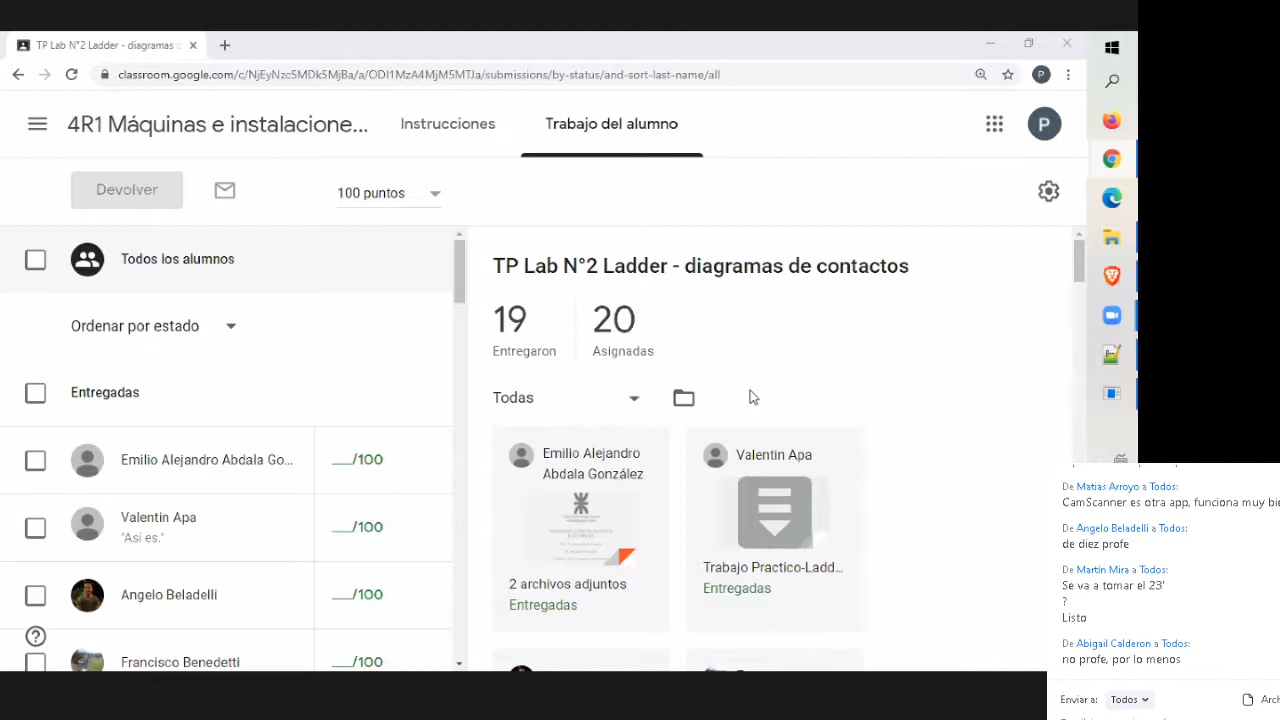 TP Lab N°2 Ladder - diagramas c
classroom.google.com/c/NjEyNzc5MDk5MjBa/a/ODI1MzA4MjM5MTJa/submissions/by-status/and-sort-last-name/all
P
4R1 Máquinas e instalacione...
Instrucciones
Trabajo del alumno
P
Devolver
100 puntos
Todos los alumnos
Ordenar por estado
Entregadas
Emilio Alejandro Abdala Go...
__/100
Valentin Apa
"Así es."
__/100
Angelo Beladelli
__/100
Francisco Benedetti
__/100
TP Lab N°2 Ladder - diagramas de contactos
19
Entregaron
20
Asignadas
Todas
Emilio Alejandro
Abdala González
2 archivos adjuntos
Entregadas
Valentin Apa
Trabajo Practico-Ladd...
Entregadas
De Matias Arroyo a Todos:
CamScanner es otra app, funciona muy bie
De Angelo Beladelli a Todos:
de diez profe
De Martin Mira a Todos:
Se va a tomar el 23'
?
Listo
De Abigail Calderon a Todos:
no profe, por lo menos
Enviar a: Todos
Arch